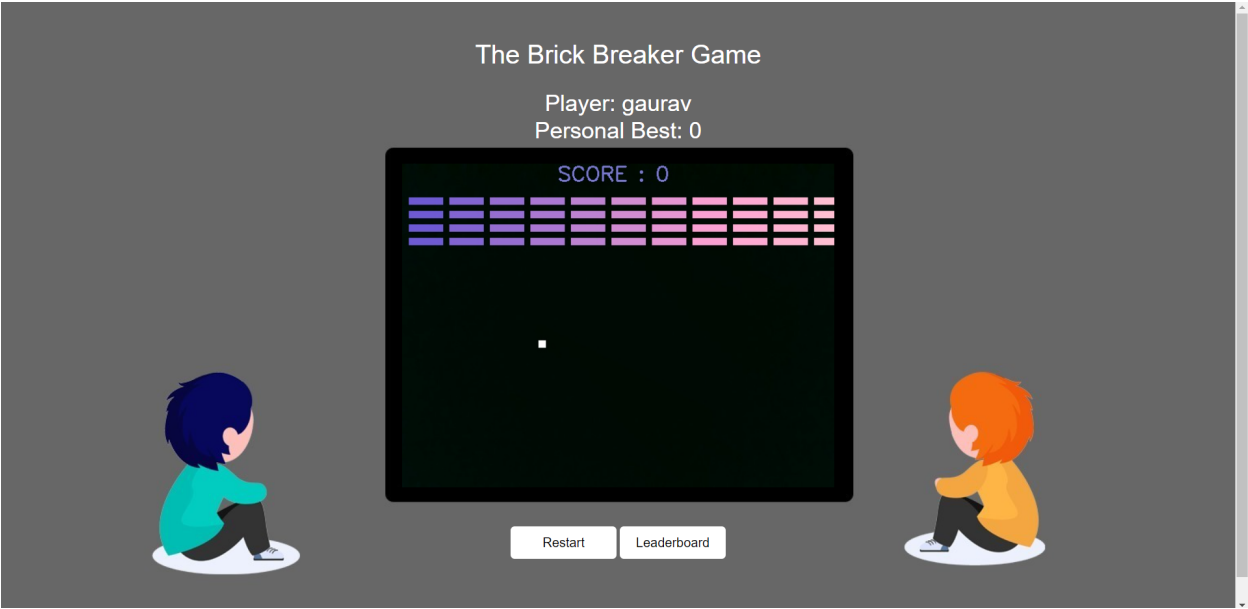 The Brick Breaker Game
Player: gaurav
Personal Best: 0
SCORE : 0
Restart
Leaderboard